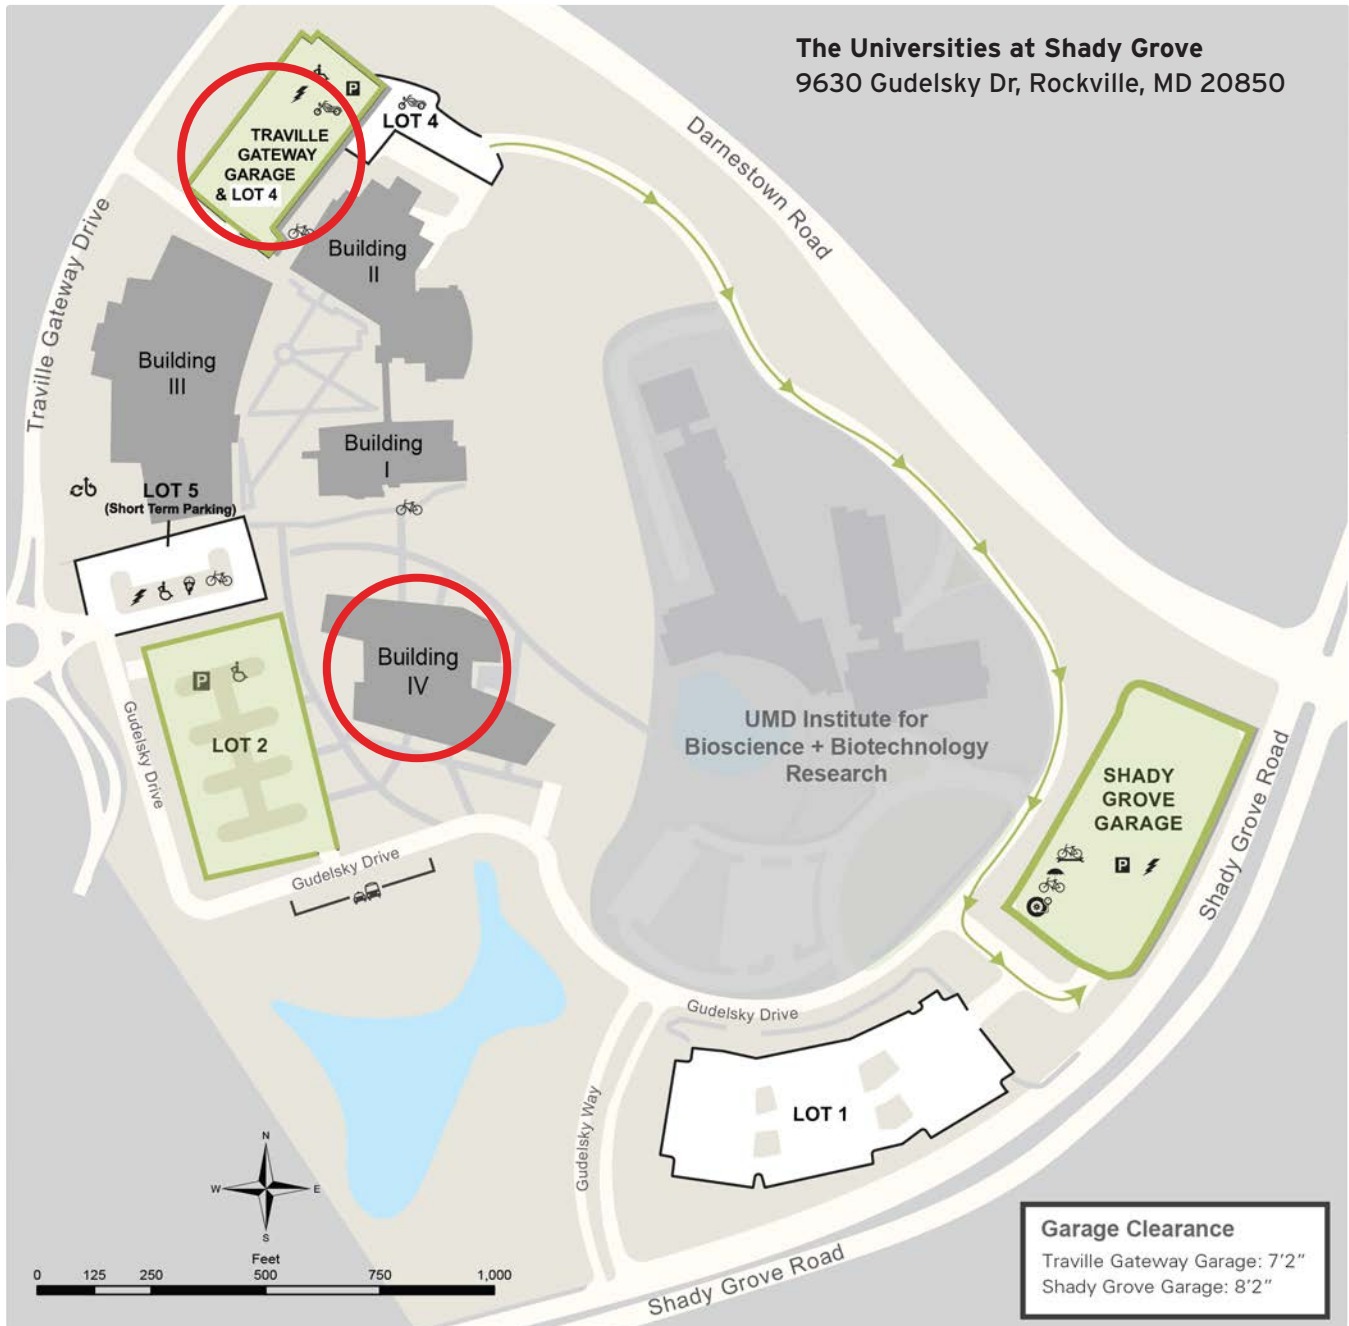 The Universities at Shady Grove
9630 Gudelsky Dr, Rockville, MD 20850
P
LOT 4
TRAVILLE
GATEWAY
GARAGE
& LOT 4
Darnestown Road
Traville Gateway Drive
Building
II
Building
III
Building
I
LOT 5
(Short Term Parking)
cb
Building
IV
P
LOT 2
Gudelsky Drive
Gudelsky Drive
UMD Institute for
Bioscience + Biotechnology
Research
SHADY
GROVE
GARAGE
P
Shady Grove Road
Gudelsky Drive
LOT 1
Gudelsky Way
N
W
E
S
Feet
0 125 250 500 750 1,000
Shady Grove Road
Garage Clearance
Traville Gateway Garage: 7'2"
Shady Grove Garage: 8'2"